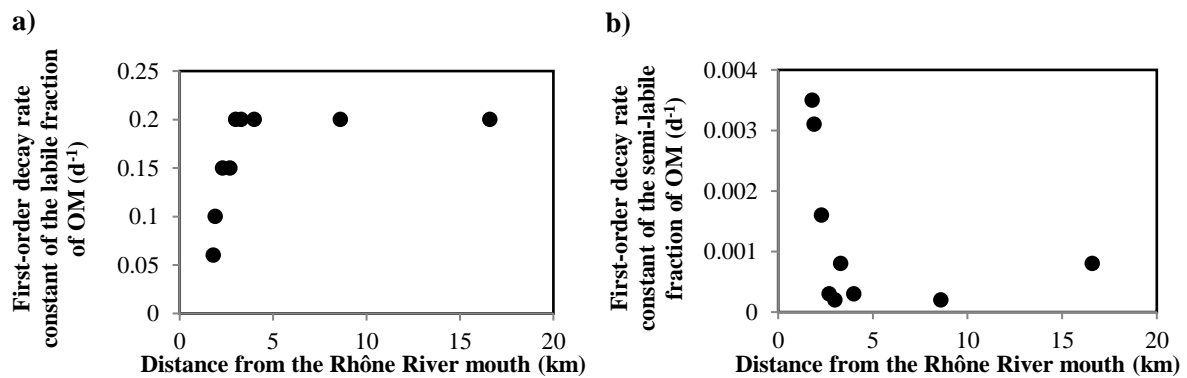 a)
First-order decay rate
constant of the labile fraction
of OM (d-1)
0.25
0.2
0.15
0.1
0.05
0
0
5
10
15
20
Distance from the Rhône River mouth (km)
b)
First-order decay rate
constant of the semi-labile
fraction of OM (d-1)
0.004
0.003
0.002
0.001
0
0
5
10
15
20
Distance from the Rhône River mouth (km)